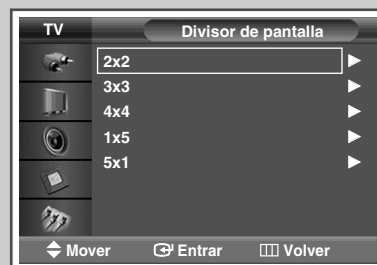 TV Divisor de pantalla
2x2
3x3
4x4
1x5
5x1
Mover Entrar Volver